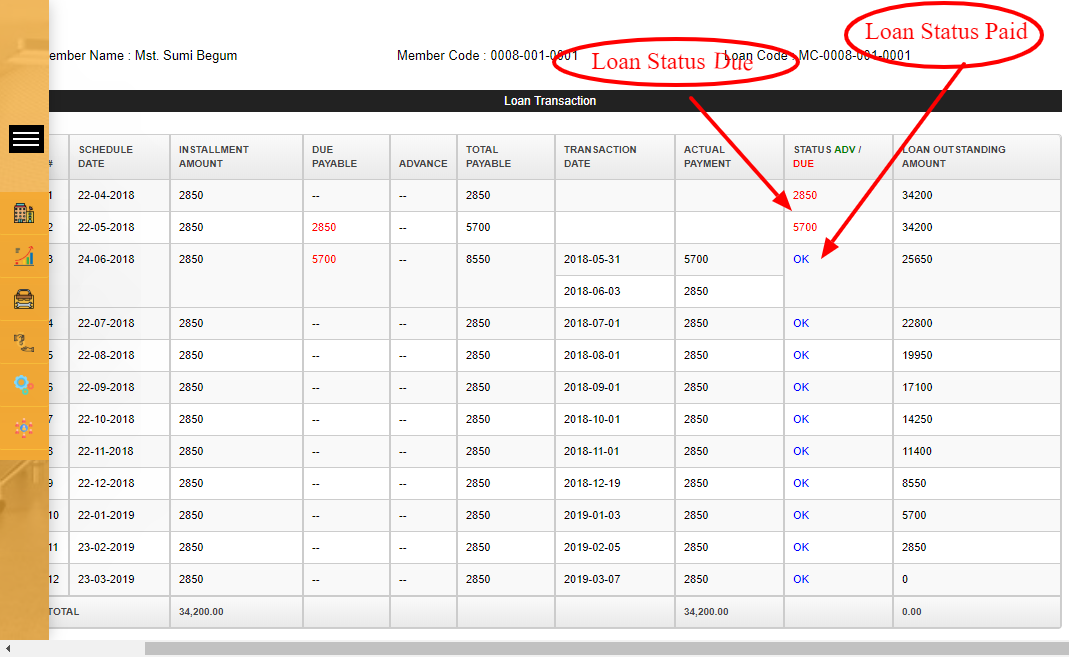 Loan Status Paid
ember Name : Mst. Sumi Begum Member Code : 0008-001-0001 Loan Code : MC-0008-001-0001
Loan Status Due
Loan Transaction
# SCHEDULE DATE INSTALLMENT AMOUNT DUE PAYABLE ADVANCE TOTAL PAYABLE TRANSACTION DATE ACTUAL PAYMENT STATUS ADV / DUE LOAN OUTSTANDING AMOUNT
1 22-04-2018 2850 -- -- 2850 2850 34200
2 22-05-2018 2850 2850 -- 5700 5700 34200
3 24-06-2018 2850 5700 -- 8550 2018-05-31 5700 OK 25650
2018-06-03 2850
4 22-07-2018 2850 -- -- 2850 2018-07-01 2850 OK 22800
5 22-08-2018 2850 -- -- 2850 2018-08-01 2850 OK 19950
6 22-09-2018 2850 -- -- 2850 2018-09-01 2850 OK 17100
7 22-10-2018 2850 -- -- 2850 2018-10-01 2850 OK 14250
8 22-11-2018 2850 -- -- 2850 2018-11-01 2850 OK 11400
9 22-12-2018 2850 -- -- 2850 2018-12-19 2850 OK 8550
10 22-01-2019 2850 -- -- 2850 2019-01-03 2850 OK 5700
11 23-02-2019 2850 -- -- 2850 2019-02-05 2850 OK 2850
12 23-03-2019 2850 -- -- 2850 2019-03-07 2850 OK 0
TOTAL 34,200.00 34,200.00 0.00